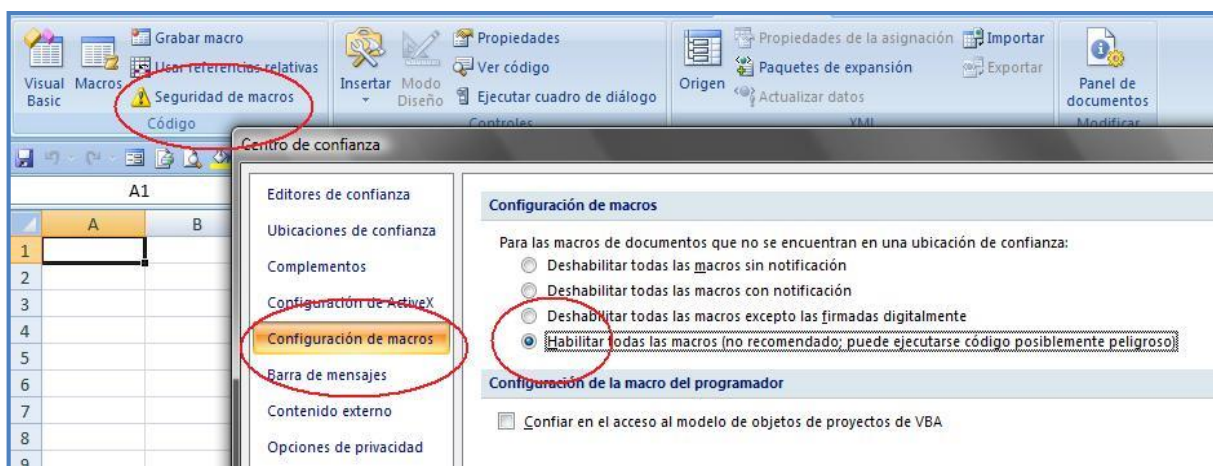 Visual Basic
Macros
Grabar macro
Usar referencias relativas
Seguridad de macros
Código
Insertar
Modo Diseño
Propiedades
Ver código
Ejecutar cuadro de diálogo
Controles
Origen
Propiedades de la asignación
Paquetes de expansión
Actualizar datos
Importar
Exportar
XML
Panel de documentos
Modificar
A1
A B
1
2
3
4
5
6
7
8
9
Centro de confianza
Editores de confianza
Ubicaciones de confianza
Complementos
Configuración de ActiveX
Configuración de macros
Barra de mensajes
Contenido externo
Opciones de privacidad
Configuración de macros
Para las macros de documentos que no se encuentran en una ubicación de confianza:
Deshabilitar todas las macros sin notificación
Deshabilitar todas las macros con notificación
Deshabilitar todas las macros excepto las firmadas digitalmente
Habilitar todas las macros (no recomendado; puede ejecutarse código posiblemente peligroso)
Configuración de la macro del programador
Confiar en el acceso al modelo de objetos de proyectos de VBA